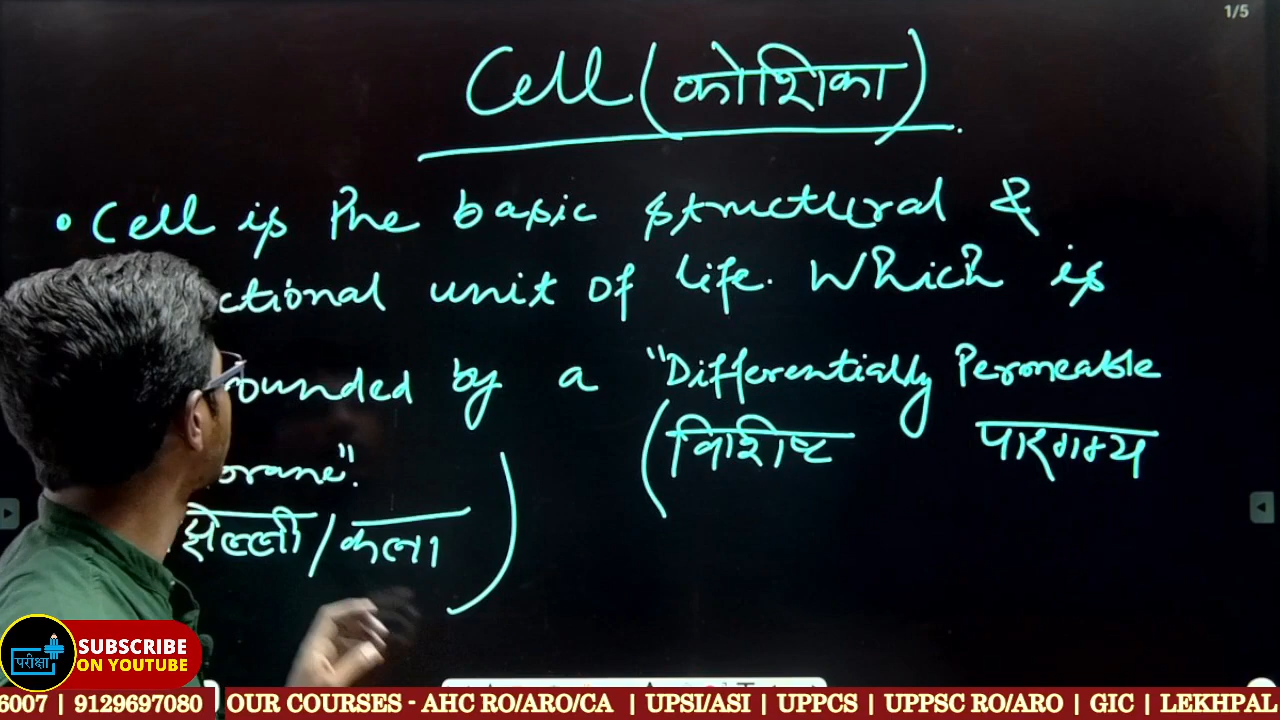 1/5
Cell (कोशिका)
• Cell is the basic structural &
ctional unit of life. Which is
rounded by a "Differentially Permeable
(विशिष्ट पारगम्य
brane".
झिल्ली / कला)
परीक्षा
SUBSCRIBE
ON YOUTUBE
6007 | 9129697080 | OUR COURSES - AHC RO/ARO/CA | UPSI/ASI | UPPCS | UPPSC RO/ARO | GIC | LEKHPAL